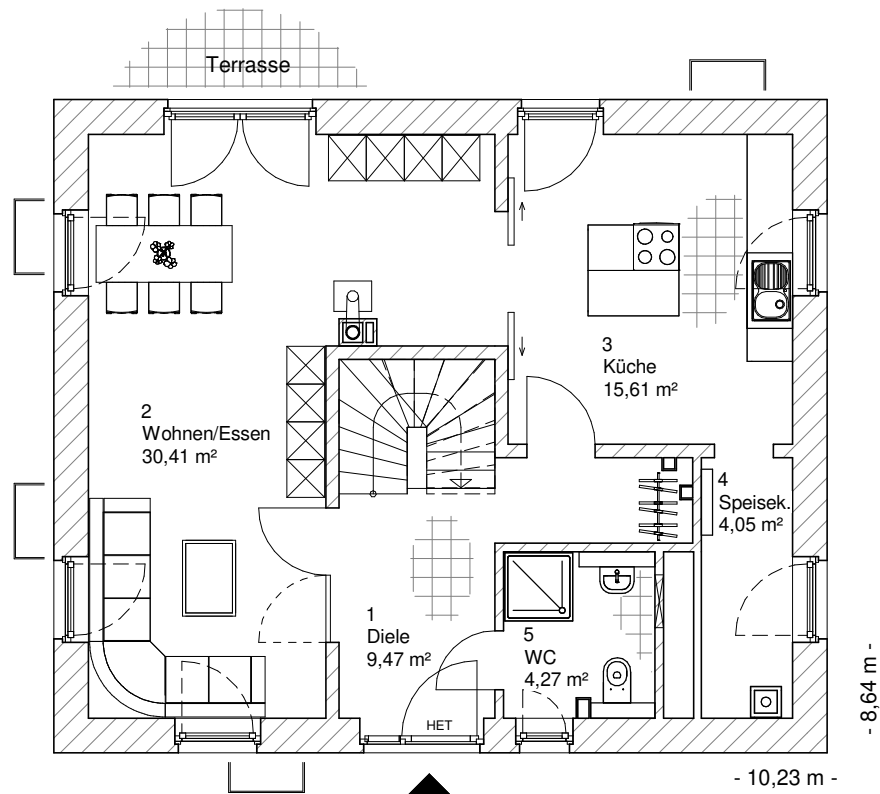 Terrasse
3
Küche
15,61 m²
2
Wohnen/Essen
30,41 m²
4
Speisek.
4,05 m²
1
Diele
9,47 m²
5
WC
4,27 m²
HET
- 8,64 m -
- 10,23 m -